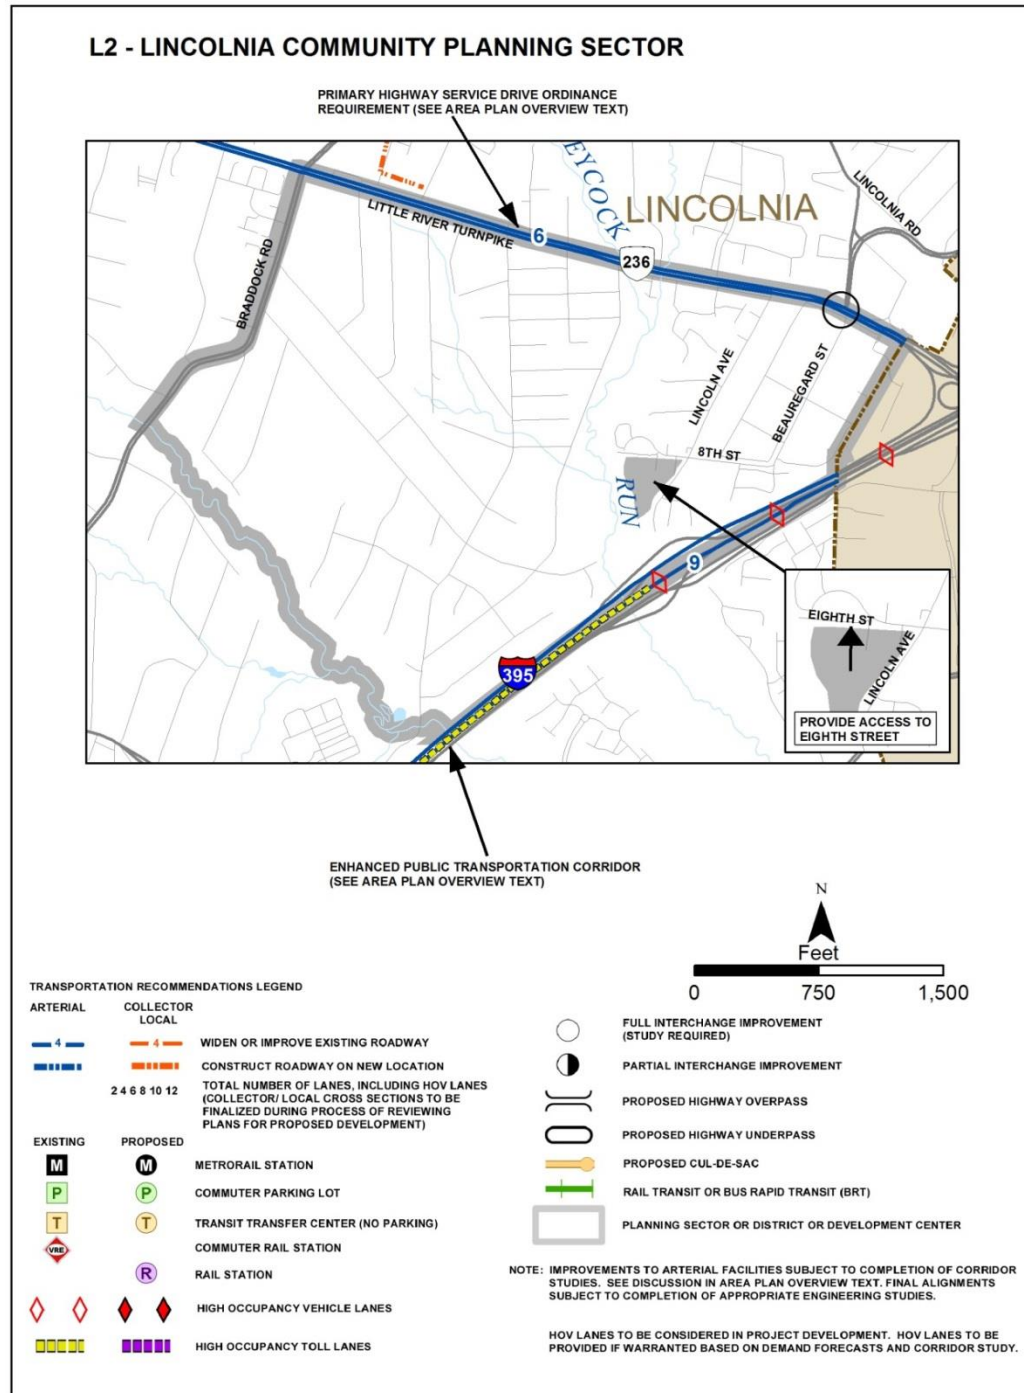 L2 - LINCOLNIA COMMUNITY PLANNING SECTOR
PRIMARY HIGHWAY SERVICE DRIVE ORDINANCE
REQUIREMENT (SEE AREA PLAN OVERVIEW TEXT)
EYCOCK
LINCOLNIA
LINCOLNIA RD
LITTLE RIVER TURNPIKE
6
236
BRADDOCK RD
LINCOLN AVE
BEAUREGARD ST
8TH ST
RUN
9
395
EIGHTH ST
LINCOLN AVE
PROVIDE ACCESS TO
EIGHTH STREET
ENHANCED PUBLIC TRANSPORTATION CORRIDOR
(SEE AREA PLAN OVERVIEW TEXT)
N
Feet
0 750 1,500
TRANSPORTATION RECOMMENDATIONS LEGEND
ARTERIAL COLLECTOR
LOCAL
4 4 WIDEN OR IMPROVE EXISTING ROADWAY
CONSTRUCT ROADWAY ON NEW LOCATION
2 4 6 8 10 12 TOTAL NUMBER OF LANES, INCLUDING HOV LANES
(COLLECTOR/ LOCAL CROSS SECTIONS TO BE
FINALIZED DURING PROCESS OF REVIEWING
PLANS FOR PROPOSED DEVELOPMENT)
EXISTING PROPOSED
M M METRORAIL STATION
P P COMMUTER PARKING LOT
T T TRANSIT TRANSFER CENTER (NO PARKING)
VRE COMMUTER RAIL STATION
R RAIL STATION
HIGH OCCUPANCY VEHICLE LANES
HIGH OCCUPANCY TOLL LANES
FULL INTERCHANGE IMPROVEMENT
(STUDY REQUIRED)
PARTIAL INTERCHANGE IMPROVEMENT
PROPOSED HIGHWAY OVERPASS
PROPOSED HIGHWAY UNDERPASS
PROPOSED CUL-DE-SAC
RAIL TRANSIT OR BUS RAPID TRANSIT (BRT)
PLANNING SECTOR OR DISTRICT OR DEVELOPMENT CENTER
NOTE: IMPROVEMENTS TO ARTERIAL FACILITIES SUBJECT TO COMPLETION OF CORRIDOR
STUDIES. SEE DISCUSSION IN AREA PLAN OVERVIEW TEXT. FINAL ALIGNMENTS
SUBJECT TO COMPLETION OF APPROPRIATE ENGINEERING STUDIES.
HOV LANES TO BE CONSIDERED IN PROJECT DEVELOPMENT. HOV LANES TO BE
PROVIDED IF WARRANTED BASED ON DEMAND FORECASTS AND CORRIDOR STUDY.